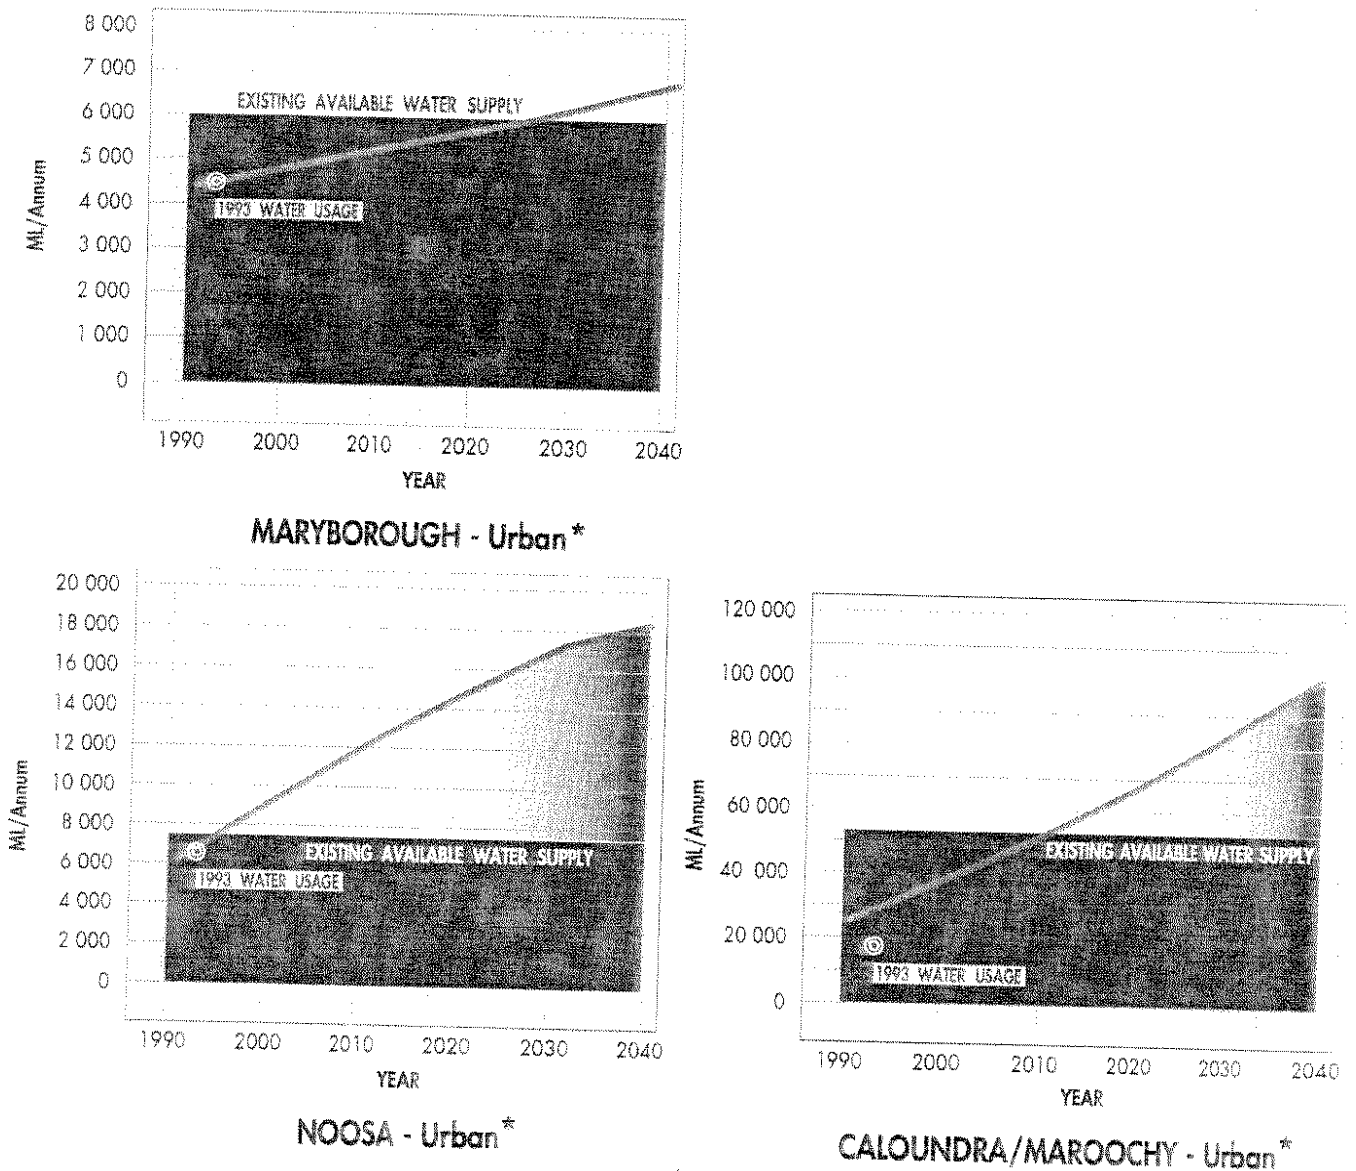 8 000
7 000
6 000
5 000
4 000
3 000
2 000
1 000
0
ML/Annum
EXISTING AVAILABLE WATER SUPPLY
1993 WATER USAGE
1990 2000 2010 2020 2030 2040
YEAR
MARYBOROUGH - Urban*
20 000
18 000
16 000
14 000
12 000
10 000
8 000
6 000
4 000
2 000
0
ML/Annum
EXISTING AVAILABLE WATER SUPPLY
1993 WATER USAGE
1990 2000 2010 2020 2030 2040
YEAR
NOOSA - Urban*
120 000
100 000
80 000
60 000
40 000
20 000
0
ML/Annum
EXISTING AVAILABLE WATER SUPPLY
1993 WATER USAGE
1990 2000 2010 2020 2030 2040
YEAR
CALOUNDRA/MAROOCHY - Urban*